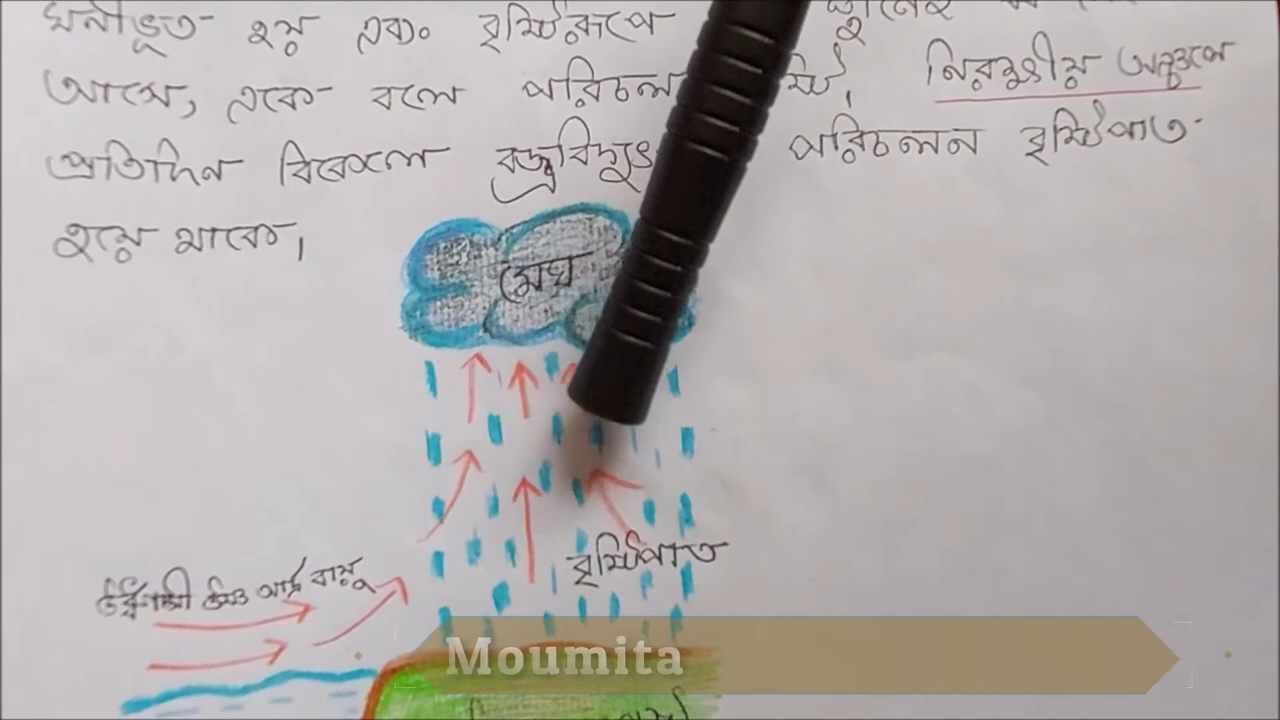 ঘনীভূত হয় এবং বৃষ্টিরূপে
আসে, একে বলে পরিচলন
নিরক্ষীয় অঞ্চলে
প্রতিদিন বিকেলে বজ্রবিদ্যুৎ পরিচলন বৃষ্টিপাত
হয়ে থাকে।
মেঘ
বৃষ্টিপাত
উর্ধ্বগামী উষ্ণ আর্দ্র বায়ু
Moumita